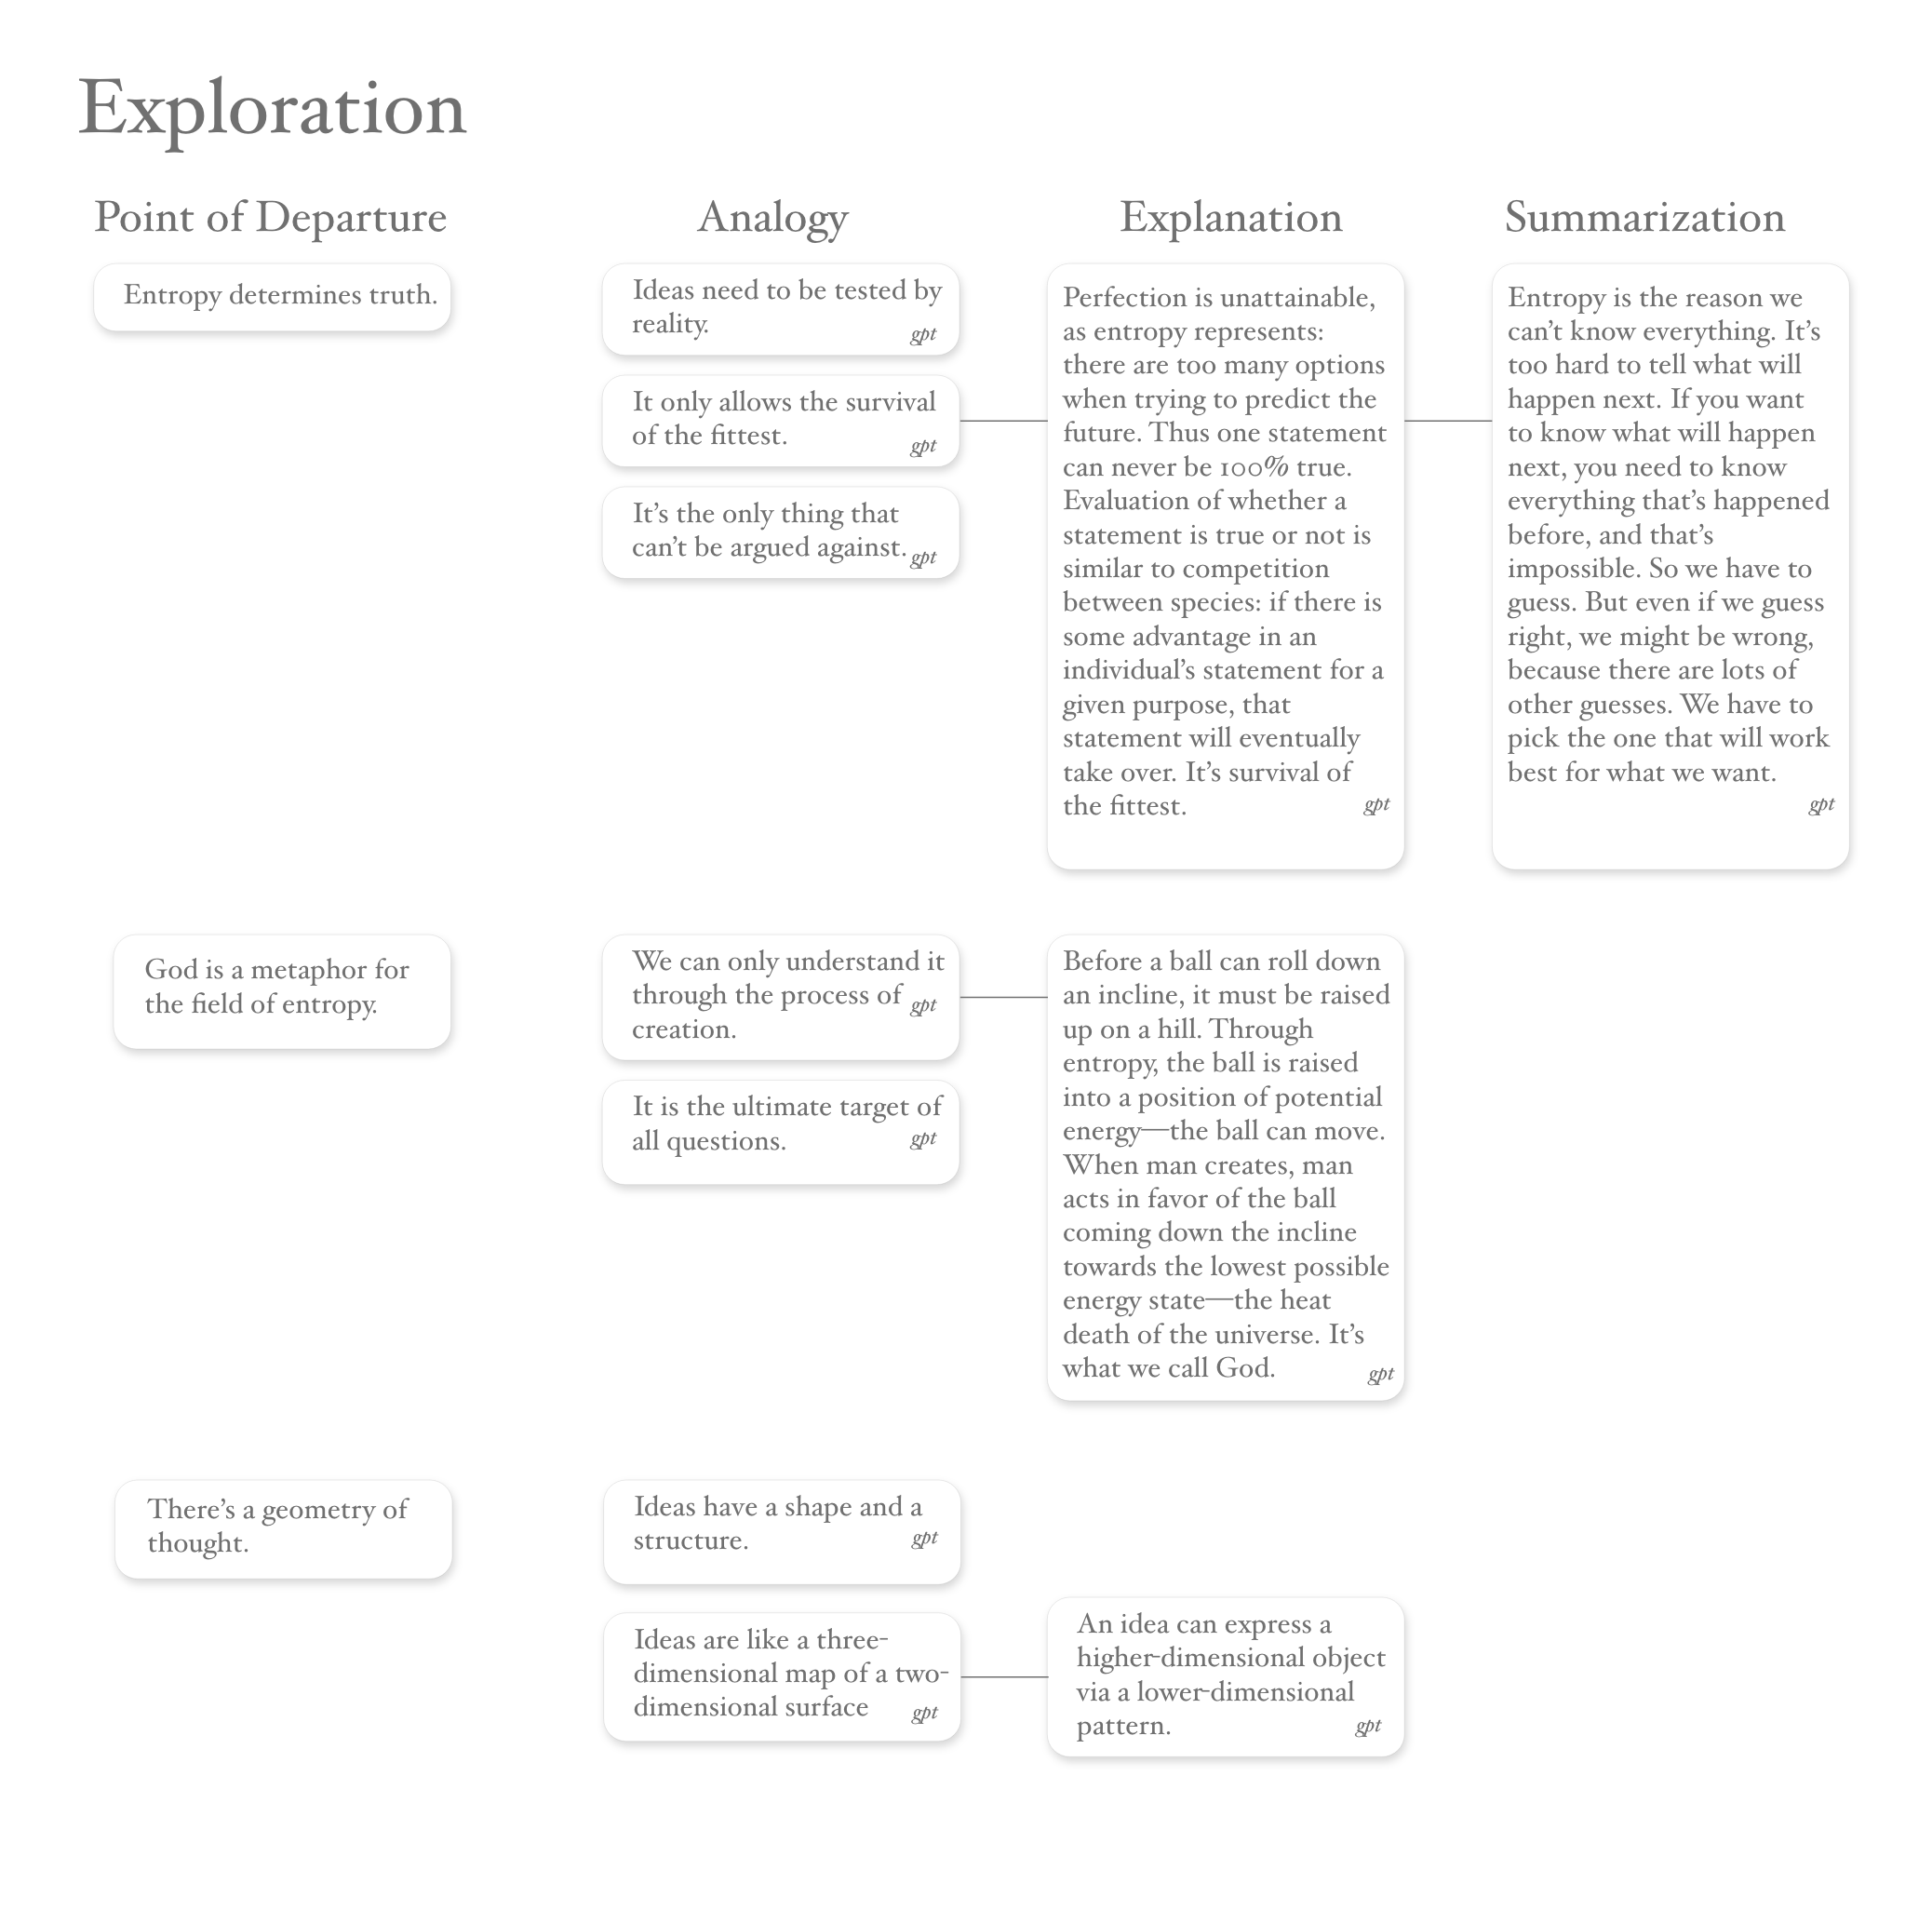 Exploration
Point of Departure
Analogy
Explanation
Summarization
Entropy determines truth.
Ideas need to be tested by
reality.
gpt
It only allows the survival
of the fittest.
gpt
It’s the only thing that
can’t be argued against.
gpt
Perfection is unattainable,
as entropy represents:
there are too many options
when trying to predict the
future. Thus one statement
can never be 100% true.
Evaluation of whether a
statement is true or not is
similar to competition
between species: if there is
some advantage in an
individual’s statement for a
given purpose, that
statement will eventually
take over. It’s survival of
the fittest.
gpt
Entropy is the reason we
can’t know everything. It’s
too hard to tell what will
happen next. If you want
to know what will happen
next, you need to know
everything that’s happened
before, and that’s
impossible. So we have to
guess. But even if we guess
right, we might be wrong,
because there are lots of
other guesses. We have to
pick the one that will work
best for what we want.
gpt
God is a metaphor for
the field of entropy.
We can only understand it
through the process of
creation.
gpt
It is the ultimate target of
all questions.
gpt
Before a ball can roll down
an incline, it must be raised
up on a hill. Through
entropy, the ball is raised
into a position of potential
energy—the ball can move.
When man creates, man
acts in favor of the ball
coming down the incline
towards the lowest possible
energy state—the heat
death of the universe. It’s
what we call God.
gpt
There’s a geometry of
thought.
Ideas have a shape and a
structure.
gpt
Ideas are like a three-
dimensional map of a two-
dimensional surface
gpt
An idea can express a
higher-dimensional object
via a lower-dimensional
pattern.
gpt